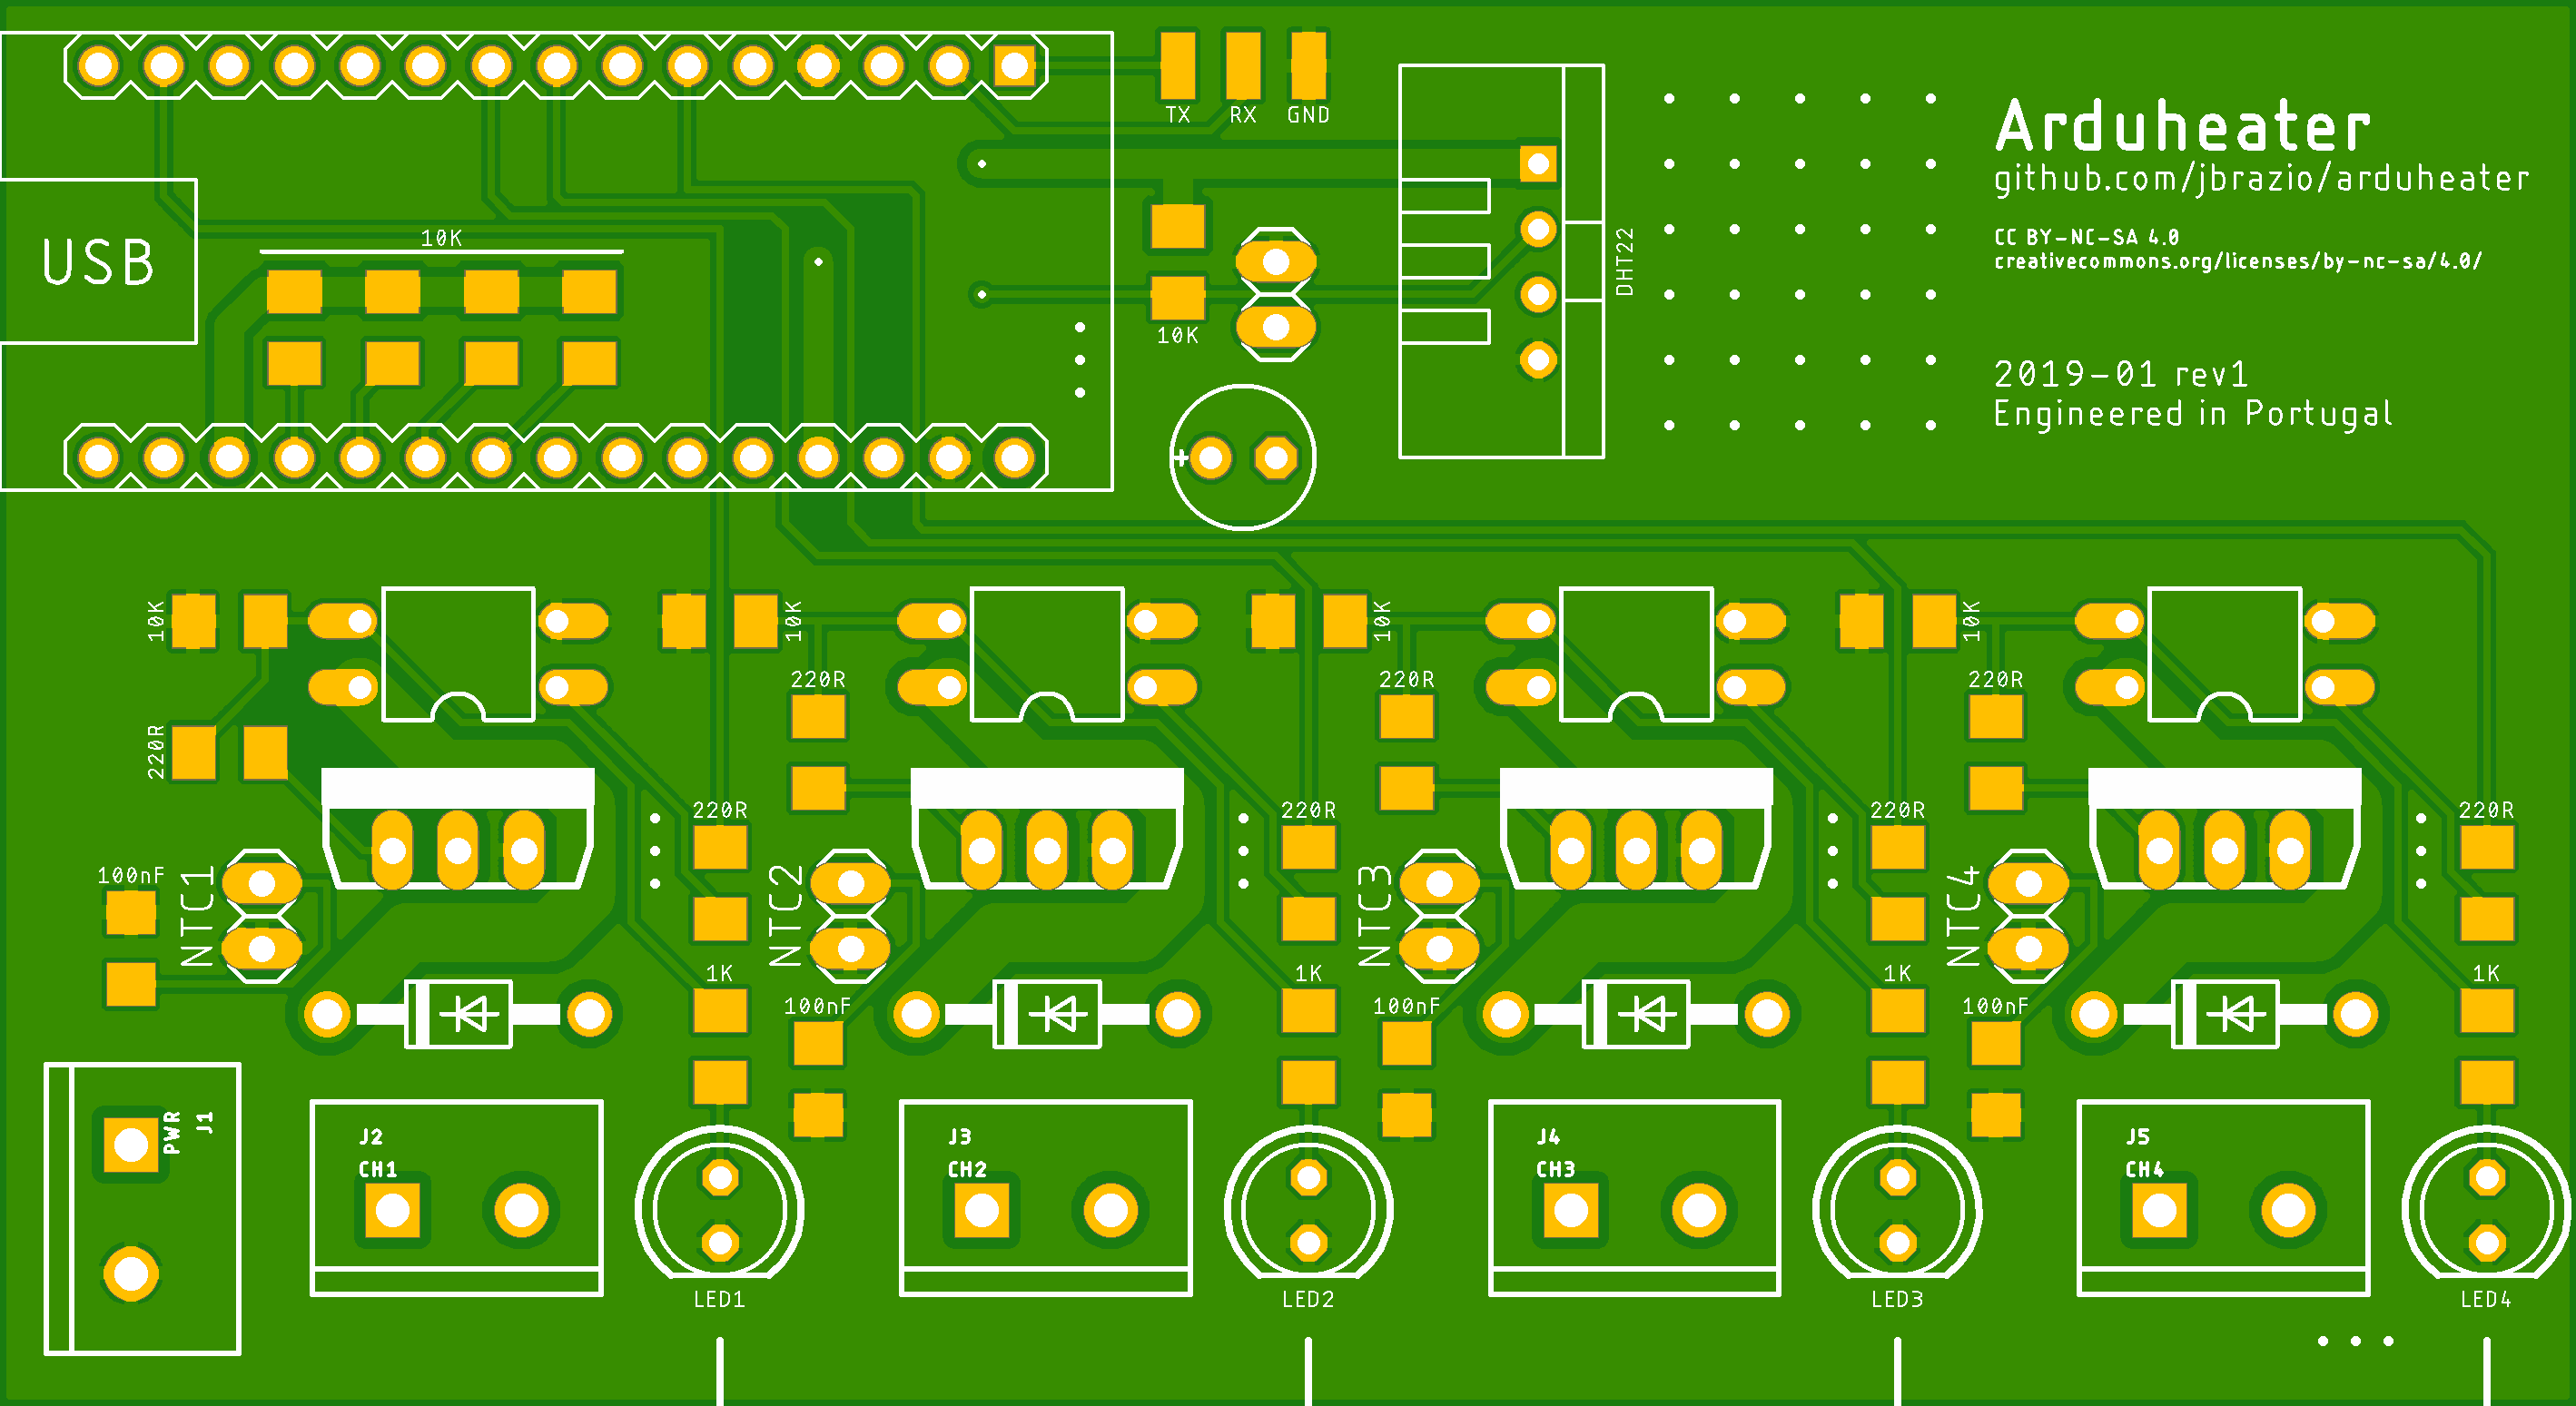 TX RX GND
Arduheater
github.com/jbrazio/arduheater
CC BY-NC-SA 4.0
creativecommons.org/licenses/by-nc-sa/4.0/
USB
10K
10K
DHT22
2019-01 rev1
Engineered in Portugal
+
10K
10K
10K
10K
220R
220R
220R
220R
220R
220R
220R
220R
100nF
NTC1
NTC2
NTC3
NTC4
1K
1K
1K
1K
100nF
100nF
100nF
PWR
J1
J2
CH1
J3
CH2
J4
CH3
J5
CH4
LED1
LED2
LED3
LED4